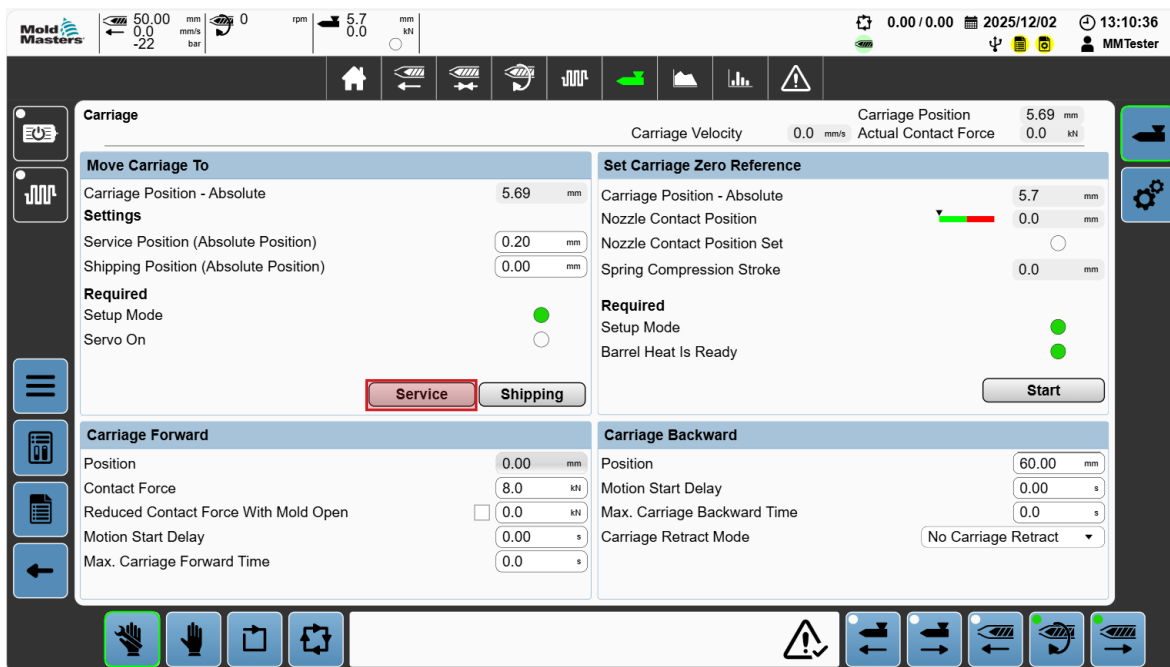 Mold
Masters
50.00 mm
0.0 mm/s
-22 bar
0 rpm
5.7 mm
0.0 kN
0.00 / 0.00 2025/12/02 13:10:36
MMTester
Carriage
Carriage Position 5.69 mm
Carriage Velocity 0.0 mm/s Actual Contact Force 0.0 kN
Move Carriage To
Carriage Position - Absolute 5.69 mm
Settings
Service Position (Absolute Position) 0.20 mm
Shipping Position (Absolute Position) 0.00 mm
Required
Setup Mode
Servo On
Service Shipping
Set Carriage Zero Reference
Carriage Position - Absolute 5.7 mm
Nozzle Contact Position 0.0 mm
Nozzle Contact Position Set
Spring Compression Stroke 0.0 mm
Required
Setup Mode
Barrel Heat Is Ready
Start
Carriage Forward
Position 0.00 mm
Contact Force 8.0 kN
Reduced Contact Force With Mold Open 0.0 kN
Motion Start Delay 0.00 s
Max. Carriage Forward Time 0.0 s
Carriage Backward
Position 60.00 mm
Motion Start Delay 0.00 s
Max. Carriage Backward Time 0.0 s
Carriage Retract Mode No Carriage Retract